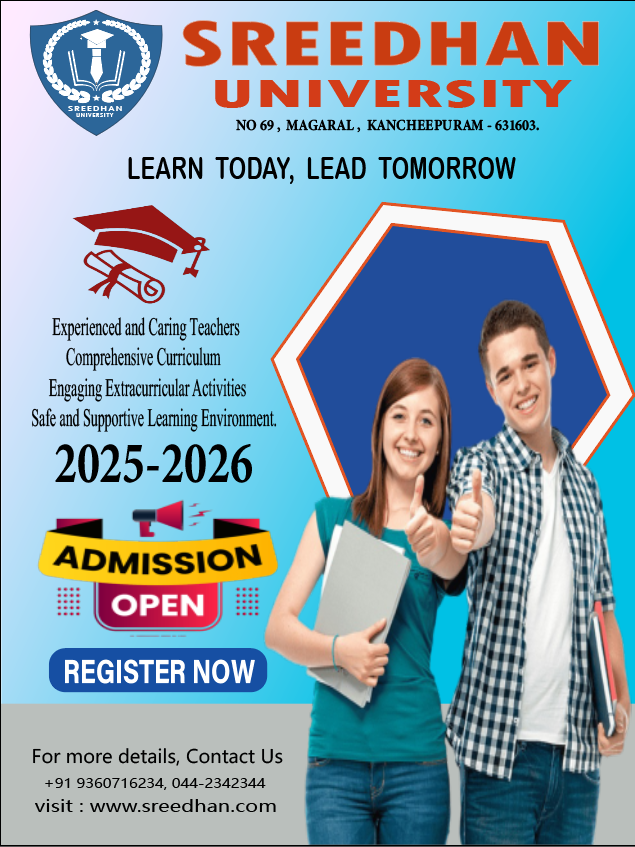 SREEDHAN
UNIVERSITY
SREEDHAN
UNIVERSITY
NO 69 , MAGARAL , KANCHEEPURAM - 631603.
LEARN TODAY, LEAD TOMORROW
Experienced and Caring Teachers
Comprehensive Curriculum
Engaging Extracurricular Activities
Safe and Supportive Learning Environment.
2025-2026
ADMISSION
OPEN
REGISTER NOW
For more details, Contact Us
+91 9360716234, 044-2342344
visit : www.sreedhan.com